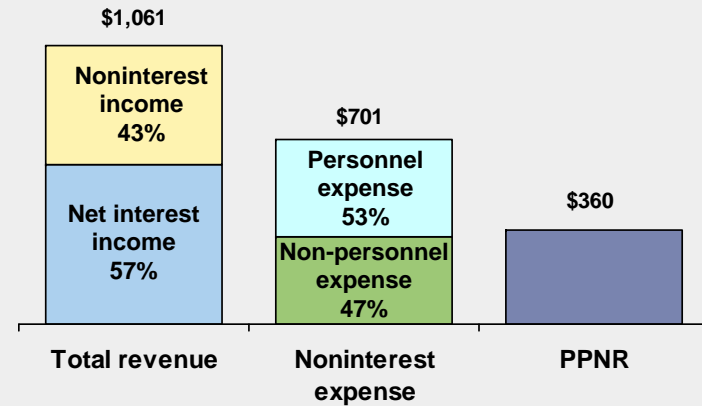 $1,061
Noninterest
income
43%
Net interest
income
57%
$701
Personnel
expense
53%
Non-personnel
expense
47%
$360
Total revenue
Noninterest
expense
PPNR